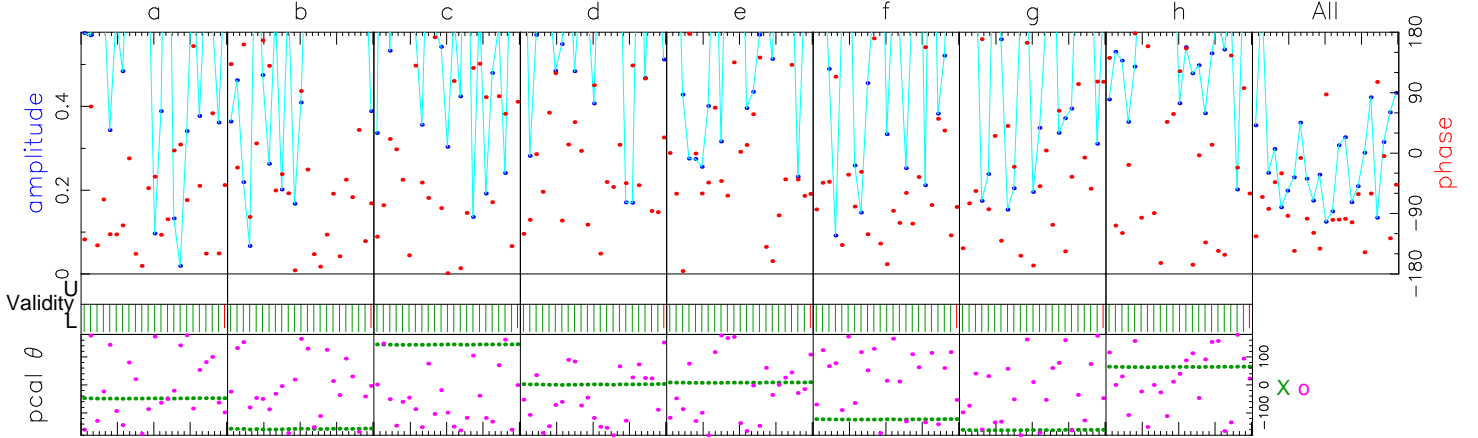 a b c d e f g h All
amplitude
0.4
0.2
0
180
90
0
−90
−180
phase
U
Validity
L
pcal θ
100
0
−100
X o